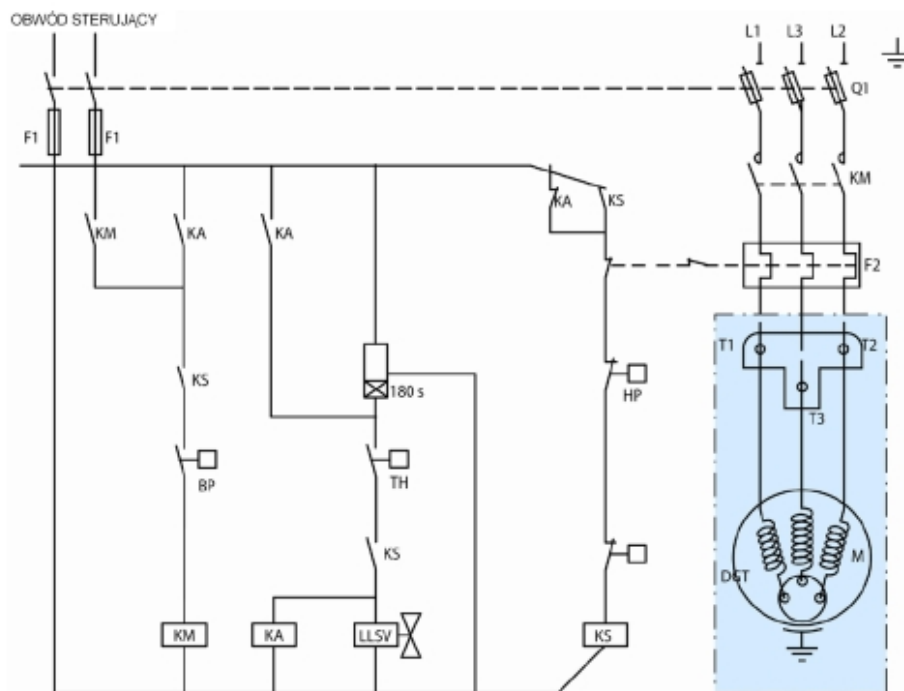 OBWÓD STERUJĄCY
L1 L3 L2
Q1
F1 F1
KM
KA KS
KM KA KA
F2
T1 T2
KS
180 s
HP
T3
BP TH
KS
DGT M
KM KA LLSV KS